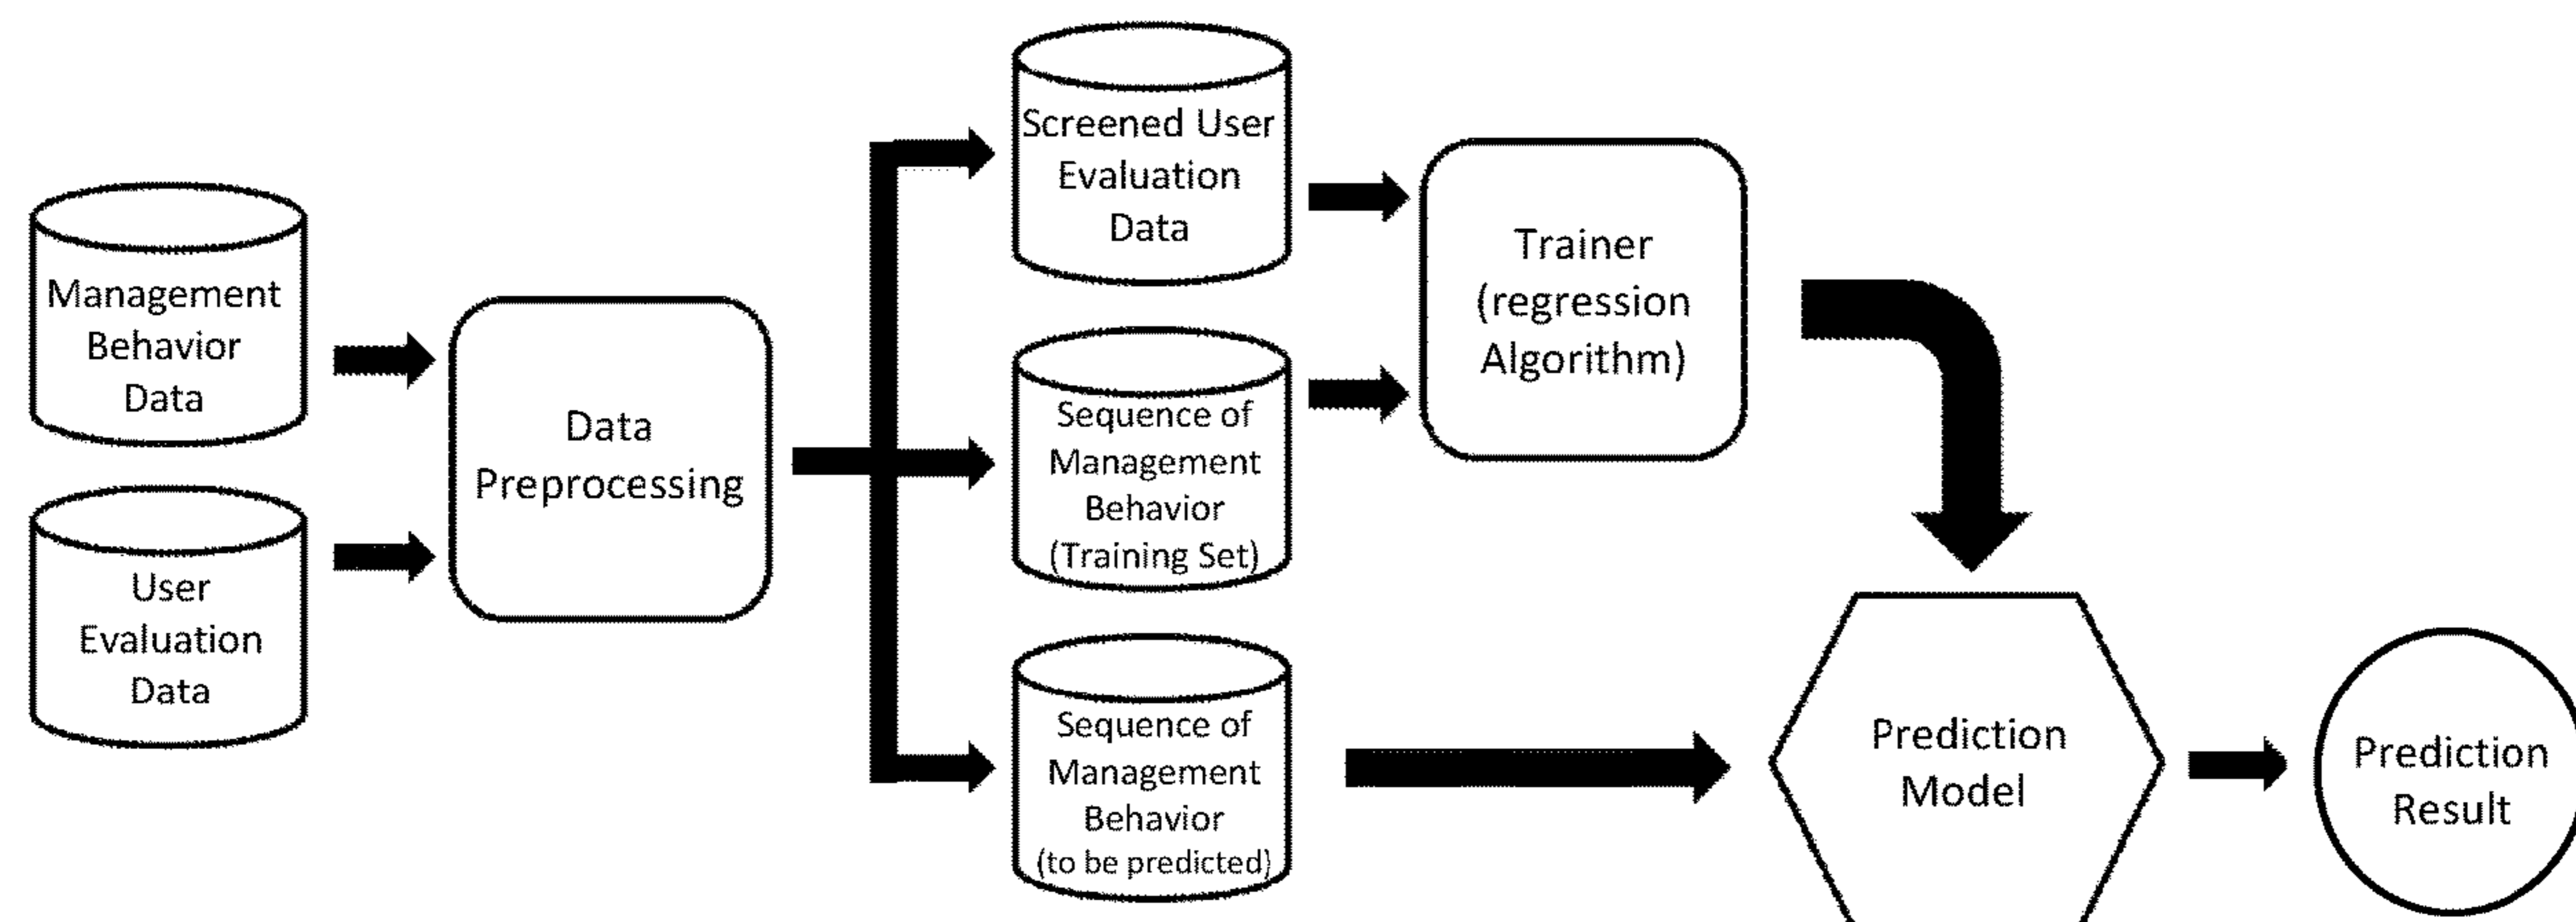 Management
Behavior
Data
User
Evaluation
Data
Data
Preprocessing
Screened User
Evaluation
Data
Sequence of
Management
Behavior
(Training Set)
Sequence of
Management
Behavior
(to be predicted)
Trainer
(regression
Algorithm)
Prediction
Model
Prediction
Result